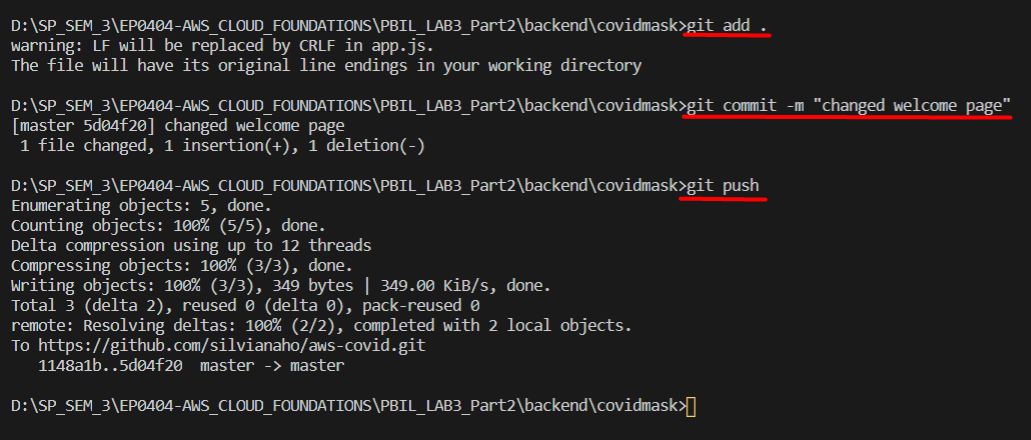 D:\SP_SEM_3\EP0404-AWS_CLOUD_FOUNDATIONS\PBIL_LAB3_Part2\backend\covidmask>git add .
warning: LF will be replaced by CRLF in app.js.
The file will have its original line endings in your working directory
D:\SP_SEM_3\EP0404-AWS_CLOUD_FOUNDATIONS\PBIL_LAB3_Part2\backend\covidmask>git commit -m "changed welcome page"
[master 5d04f20] changed welcome page
 1 file changed, 1 insertion(+), 1 deletion(-)
D:\SP_SEM_3\EP0404-AWS_CLOUD_FOUNDATIONS\PBIL_LAB3_Part2\backend\covidmask>git push
Enumerating objects: 5, done.
Counting objects: 100% (5/5), done.
Delta compression using up to 12 threads
Compressing objects: 100% (3/3), done.
Writing objects: 100% (3/3), 349 bytes | 349.00 KiB/s, done.
Total 3 (delta 2), reused 0 (delta 0), pack-reused 0
remote: Resolving deltas: 100% (2/2), completed with 2 local objects.
To https://github.com/silvianaho/aws-covid.git
   1148a1b..5d04f20  master -> master
D:\SP_SEM_3\EP0404-AWS_CLOUD_FOUNDATIONS\PBIL_LAB3_Part2\backend\covidmask>